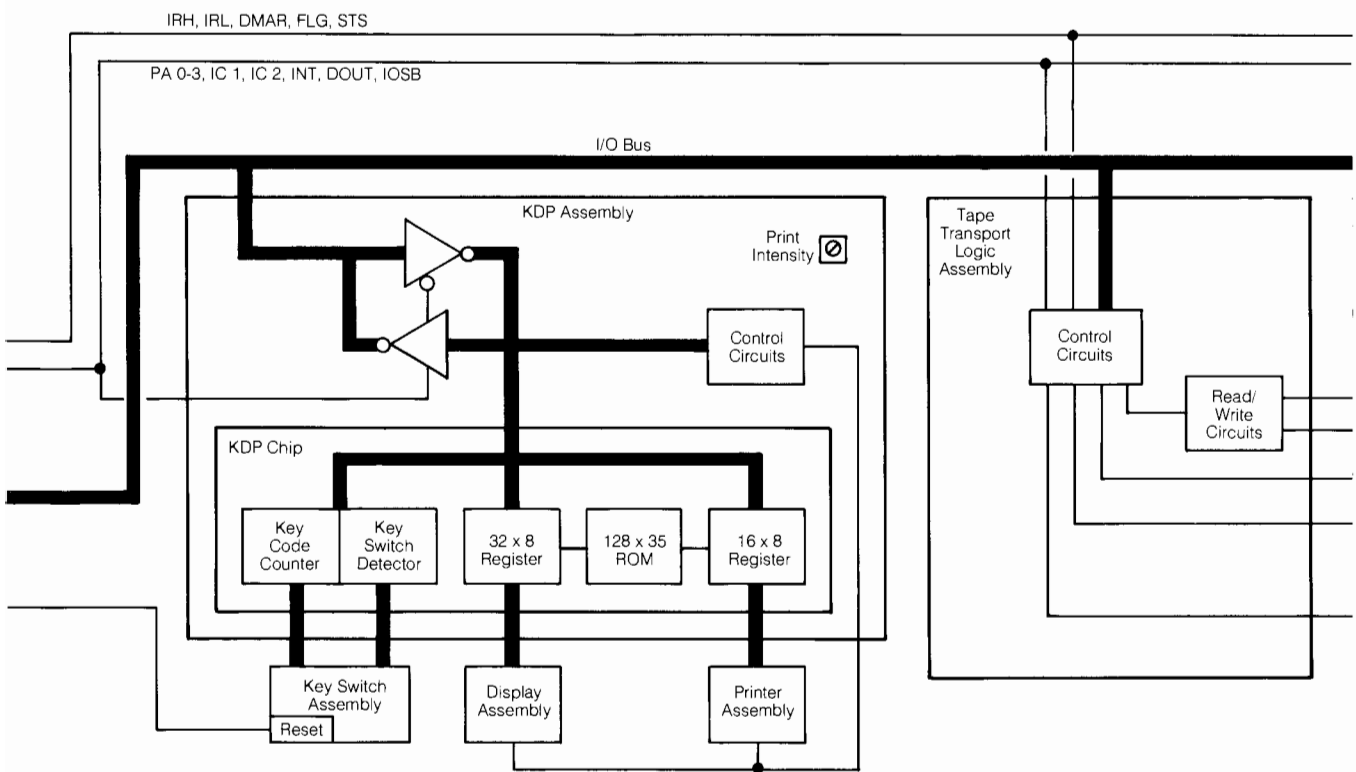 IRH, IRL, DMAR, FLG, STS
PA 0-3, IC 1, IC 2, INT, DOUT, IOSB
I/O Bus
KDP Assembly
Print
Intensity
Control
Circuits
KDP Chip
Key
Code
Counter
Key
Switch
Detector
32 x 8
Register
128 x 35
ROM
16 x 8
Register
Key Switch
Assembly
Reset
Display
Assembly
Printer
Assembly
Tape
Transport
Logic
Assembly
Control
Circuits
Read/
Write
Circuits